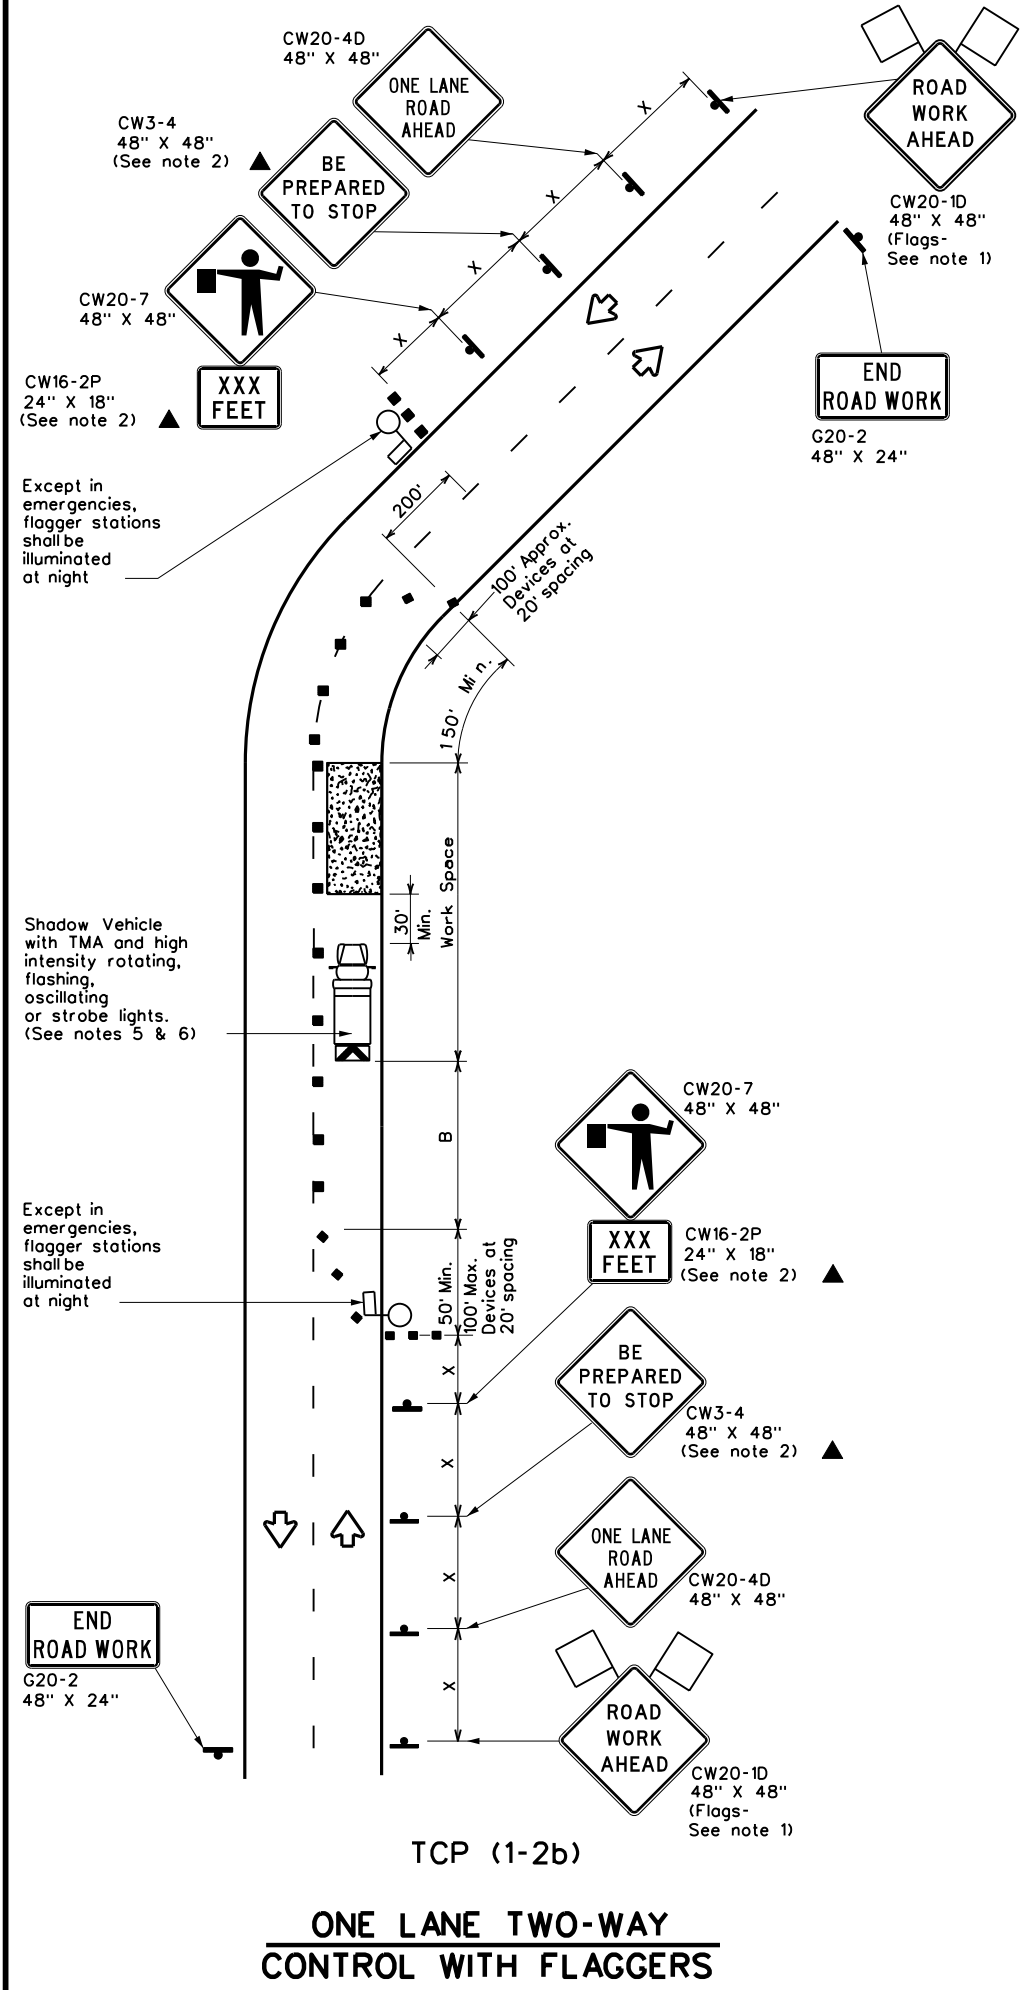 CW20-4D
48" X 48"
ONE LANE
ROAD
AHEAD
X
ROAD
WORK
AHEAD
CW20-1D
48" X 48"
(Flags-
See note 1)
CW3-4
48" X 48"
(See note 2)
BE
PREPARED
TO STOP
X
X
CW20-7
48" X 48"
X
CW16-2P
24" X 18"
(See note 2)
XXX
FEET
END
ROAD WORK
G20-2
48" X 24"
Except in
emergencies,
flagger stations
shall be
illuminated
at night
200'
100' Approx.
Devices at
20' spacing
150' Min.
Work Space
30'
Min.
Shadow Vehicle
with TMA and high
intensity rotating,
flashing,
oscillating
or strobe lights.
(See notes 5 & 6)
B
CW20-7
48" X 48"
XXX
FEET
CW16-2P
24" X 18"
(See note 2)
Except in
emergencies,
flagger stations
shall be
illuminated
at night
50' Min.
100' Max.
Devices at
20' spacing
X
BE
PREPARED
TO STOP
CW3-4
48" X 48"
(See note 2)
X
ONE LANE
ROAD
AHEAD
CW20-4D
48" X 48"
X
END
ROAD WORK
G20-2
48" X 24"
X
ROAD
WORK
AHEAD
CW20-1D
48" X 48"
(Flags-
See note 1)
TCP (1-2b)
ONE LANE TWO-WAY
CONTROL WITH FLAGGERS